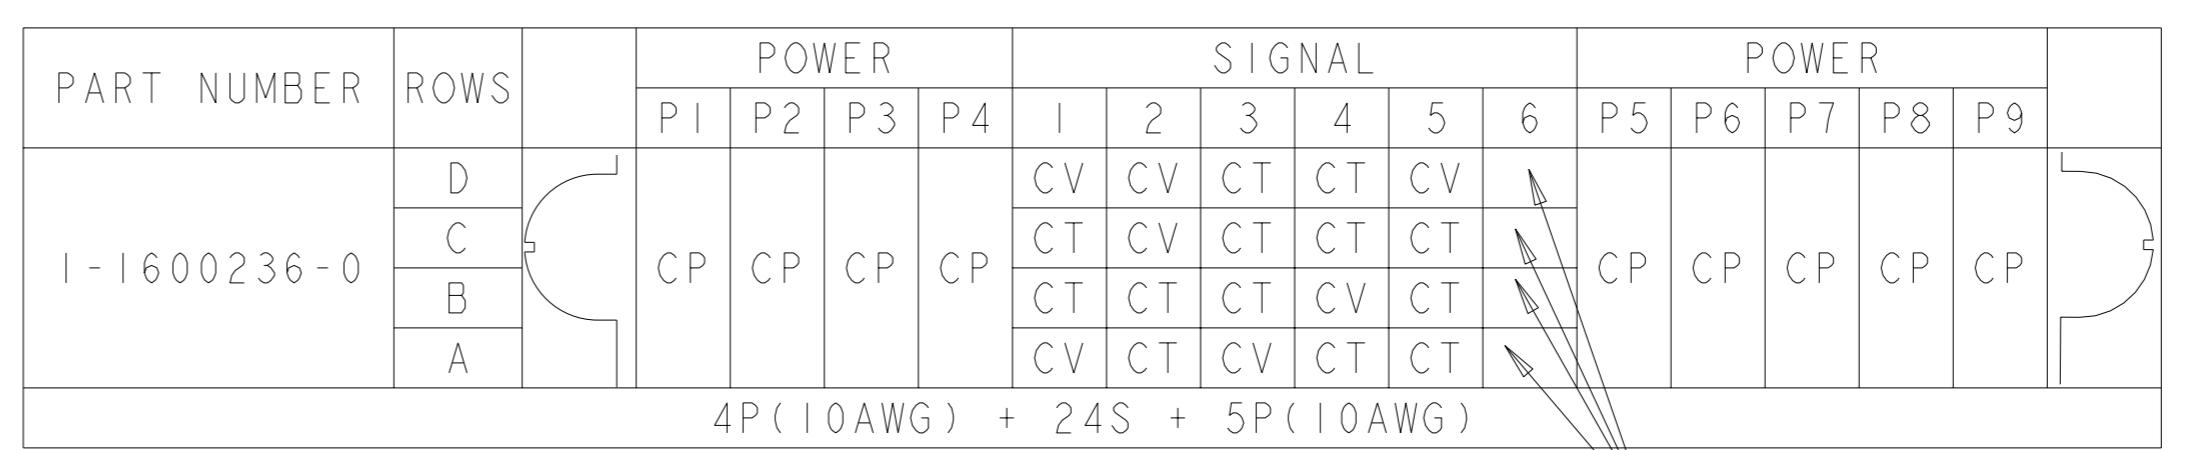 POWER SIGNAL POWER
PART NUMBER ROWS
P1 P2 P3 P4 1 2 3 4 5 6 P5 P6 P7 P8 P9
D CV CV CT CT CV
C CT CV CT CT CT
1-1600236-0 CP CP CP CP CP CP CP CP CP
B CT CT CT CV CT
A CV CT CV CT CT
4P(10AWG) + 24S + 5P(10AWG)